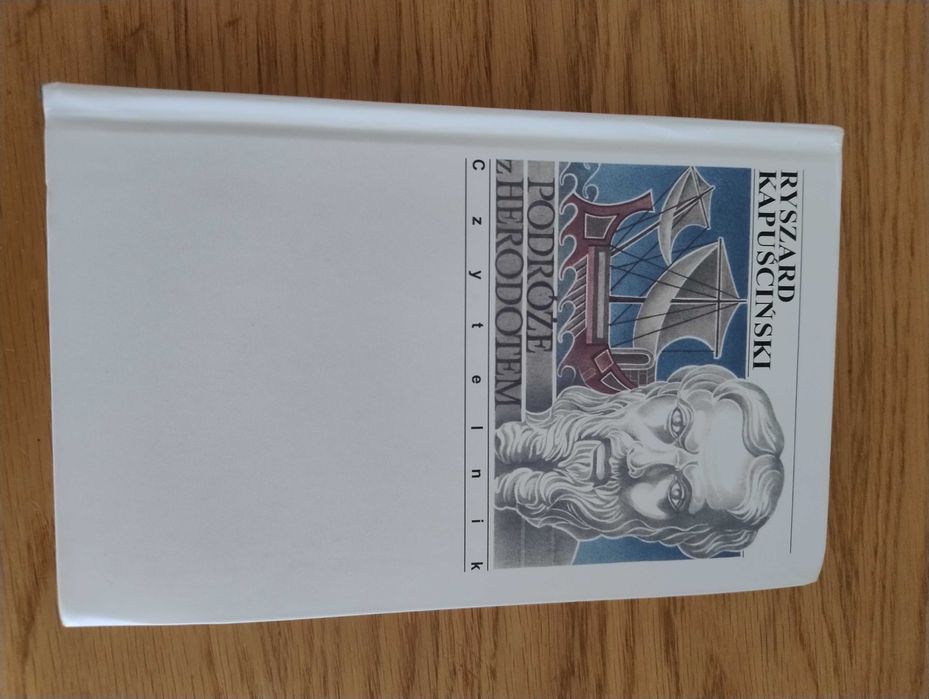 RYSZARD
KAPUŚCIŃSKI
PODRÓŻE
z HERODOTEM
Czytelnik